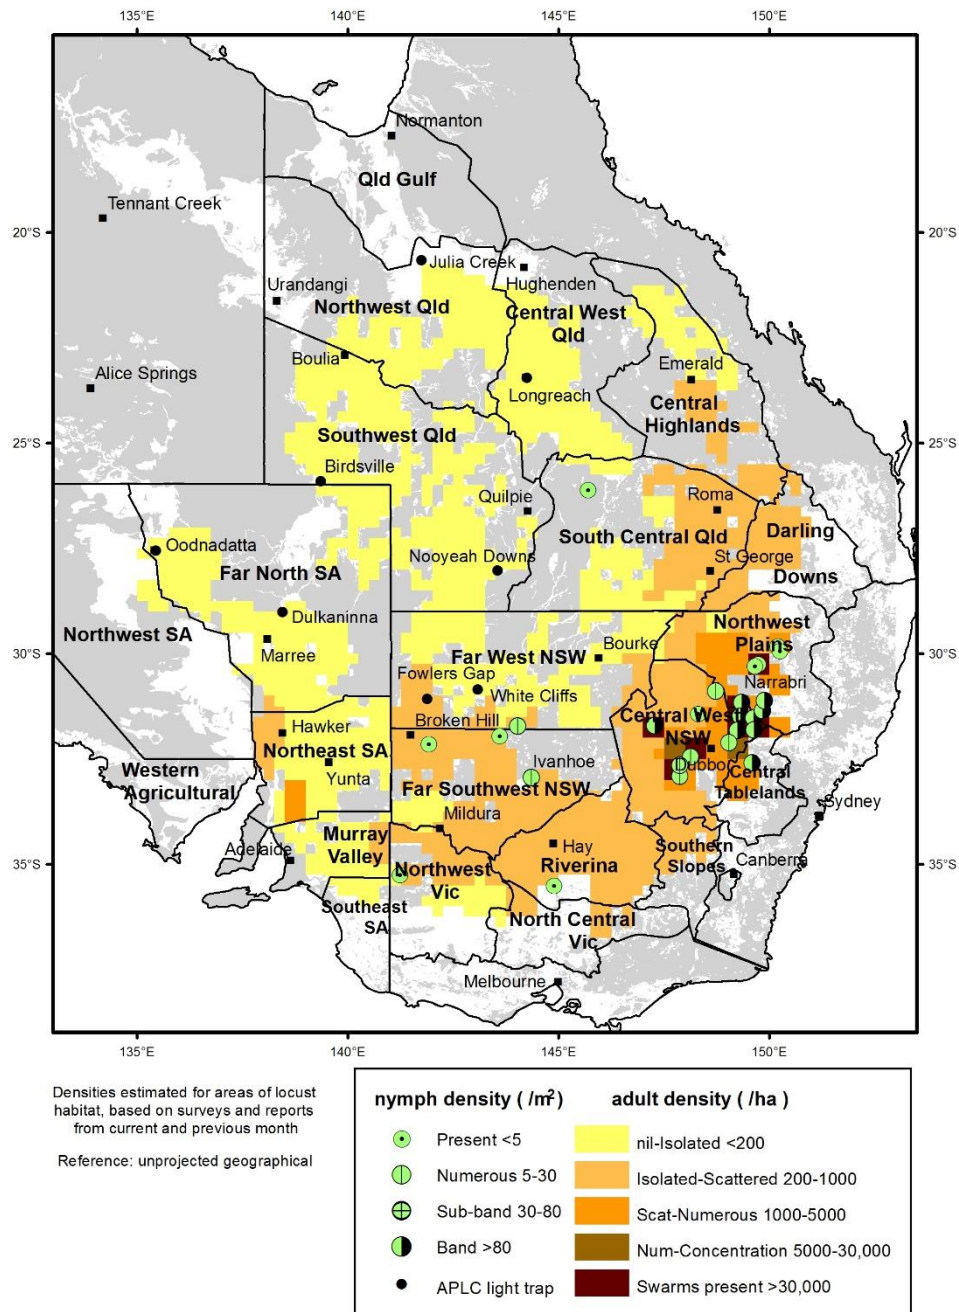 135°E 140°E 145°E 150°E
Normanton
Qld Gulf
Tennant Creek
20°S 20°S
Julia Creek
Hughenden
Urandangi
Northwest Qld
Central West
Qld
Boulia
Emerald
Alice Springs
Longreach
Central
Highlands
Southwest Qld
25°S 25°S
Birdsville
Quilpie
Roma
South Central Qld
Darling
Downs
Oodnadatta
Nooyeah Downs
St George
Far North SA
Dulkaninna
Northwest SA
Marree
Northwest
Plains
Bourke
Far West NSW
30°S 30°S
Fowlers Gap
White Cliffs
Narrabri
Hawker
Broken Hill
Central West
NSW
Northeast SA
Ivanhoe
Dubbo
Western
Agricultural
Yunta
Far Southwest NSW
Central
Tablelands
Sydney
Mildura
Murray
Valley
Adelaide
Hay
Riverina
Southern
Slopes
Canberra
35°S 35°S
Northwest
Vic
Southeast
SA
North Central
Vic
Melbourne
135°E 140°E 145°E 150°E
Densities estimated for areas of locust
habitat, based on surveys and reports
from current and previous month
Reference: unprojected geographical
nymph density ( /m²) adult density ( /ha )
Present <5 nil-Isolated <200
Numerous 5-30 Isolated-Scattered 200-1000
Sub-band 30-80 Scat-Numerous 1000-5000
Band >80 Num-Concentration 5000-30,000
APLC light trap Swarms present >30,000